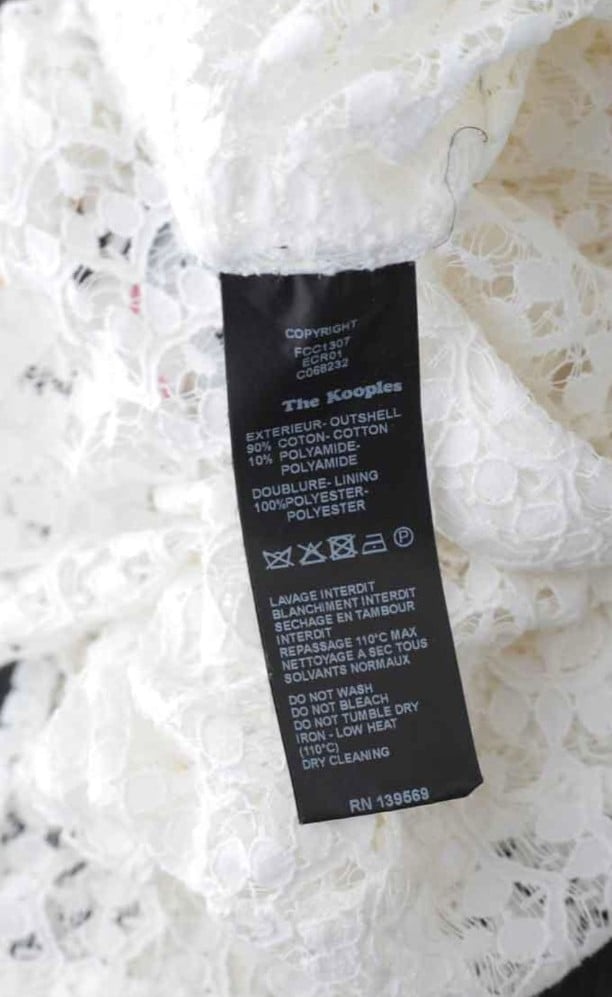 COPYRIGHT
FCC1307
ECR01
C068232
The Kooples
EXTERIEUR- OUTSHELL
90% COTON- COTTON
10% POLYAMIDE-
POLYAMIDE
DOUBLURE- LINING
100%POLYESTER-
POLYESTER
P
LAVAGE INTERDIT
BLANCHIMENT INTERDIT
SECHAGE EN TAMBOUR
INTERDIT
REPASSAGE 110°C MAX
NETTOYAGE A SEC TOUS
SOLVANTS NORMAUX
DO NOT WASH
DO NOT BLEACH
DO NOT TUMBLE DRY
IRON - LOW HEAT
(110°C)
DRY CLEANING
RN 139569